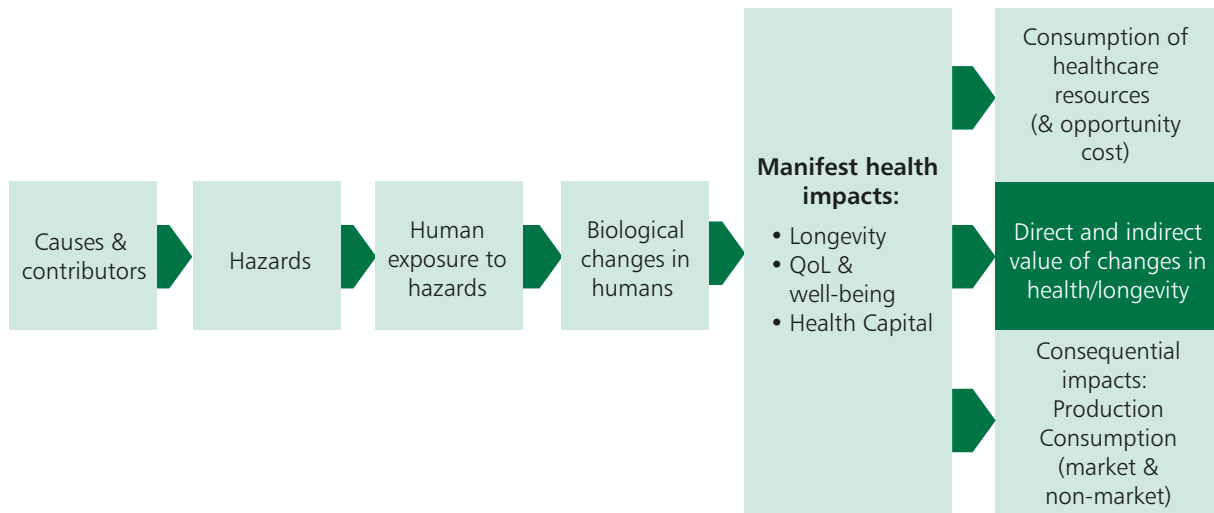 Causes &
contributors
Hazards
Human
exposure to
hazards
Biological
changes in
humans
Manifest health
impacts:
• Longevity
• QoL &
well-being
• Health Capital
Consumption of
healthcare
resources
(& opportunity
cost)
Direct and indirect
value of changes in
health/longevity
Consequential
impacts:
Production
Consumption
(market &
non-market)